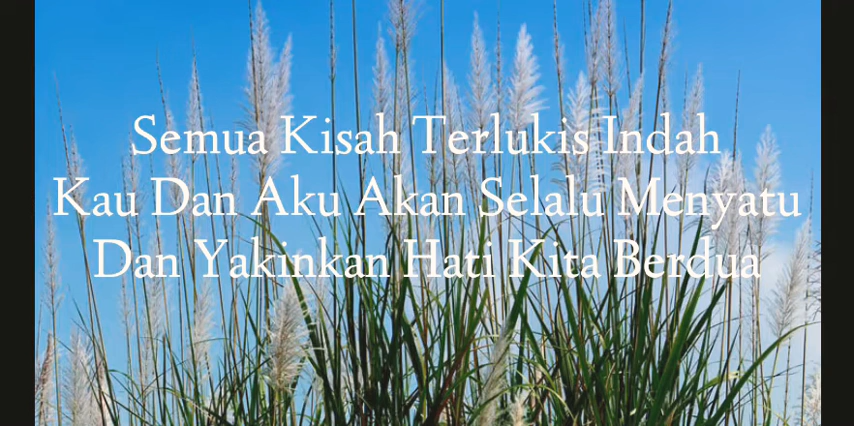 Semua Kisah Terlukis Indah
Kau Dan Aku Akan Selalu Menyatu
Dan Yakinkan Hati Kita Berdua